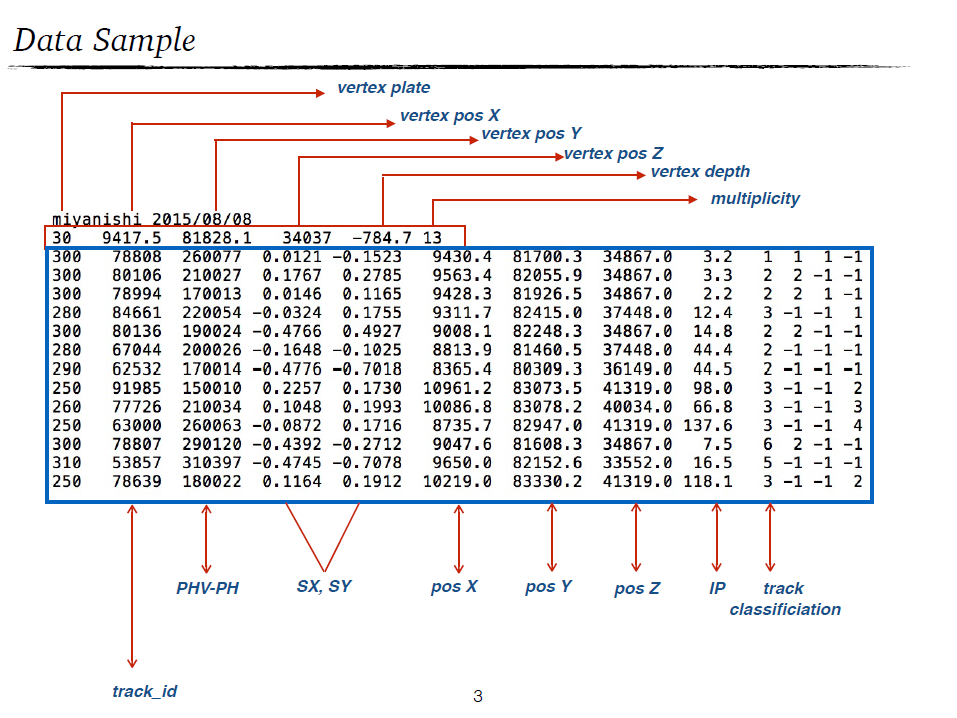 Data Sample
vertex plate
vertex pos X
vertex pos Y
vertex pos Z
vertex depth
multiplicity
miyanishi 2015/08/08
30 9417.5 81828.1 34037 -784.7 13
300 78808 260077 0.0121 -0.1523 9430.4 81700.3 34867.0 3.2 1 1 1 -1
300 80106 210027 0.1767 0.2785 9563.4 82055.9 34867.0 3.3 2 2 -1 -1
300 78994 170013 0.0146 0.1165 9428.3 81926.5 34867.0 2.2 2 2 1 -1
280 84661 220054 -0.0324 0.1755 9311.7 82415.0 37448.0 12.4 3 -1 -1 1
300 80136 190024 -0.4766 0.4927 9008.1 82248.3 34867.0 14.8 2 2 -1 -1
280 67044 200026 -0.1648 -0.1025 8813.9 81460.5 37448.0 44.4 2 -1 -1 -1
290 62532 170014 -0.4776 -0.7018 8365.4 80309.3 36149.0 44.5 2 -1 -1 -1
250 91985 150010 0.2257 0.1730 10961.2 83073.5 41319.0 98.0 3 -1 -1 2
260 77726 210034 0.1048 0.1993 10086.8 83078.2 40034.0 66.8 3 -1 -1 3
250 63000 260063 -0.0872 0.1716 8735.7 82947.0 41319.0 137.6 3 -1 -1 4
300 78807 290120 -0.4392 -0.2712 9047.6 81608.3 34867.0 7.5 6 2 -1 -1
310 53857 310397 -0.4745 -0.7078 9650.0 82152.6 33552.0 16.5 5 -1 -1 -1
250 78639 180022 0.1164 0.1912 10219.0 83330.2 41319.0 118.1 3 -1 -1 2
PHV-PH SX, SY pos X pos Y pos Z IP track
classificiation
track_id
3